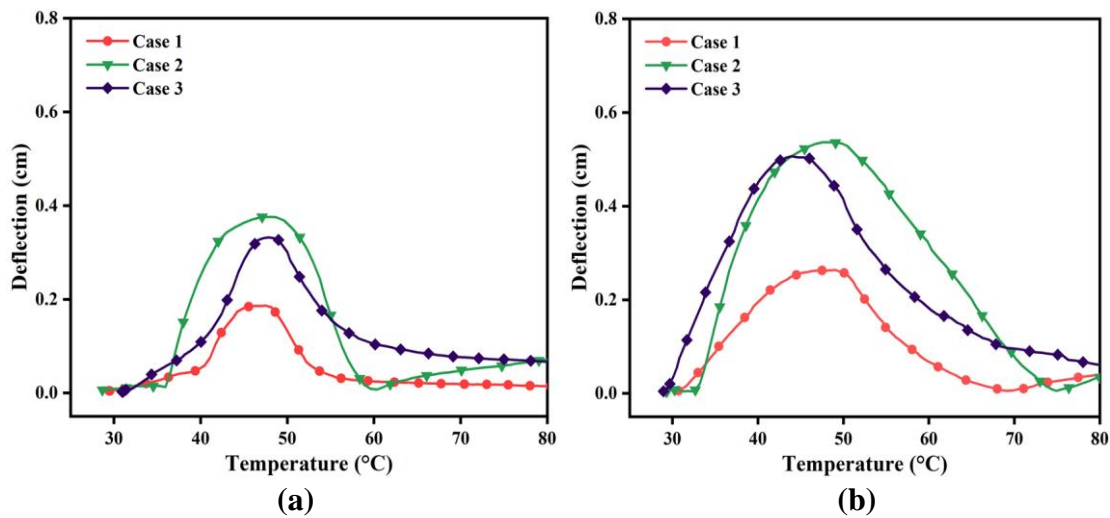 0.8
0.6
0.4
0.2
0.0
Deflection (cm)
Case 1
Case 2
Case 3
30 40 50 60 70 80
Temperature (°C)
(a)
0.8
0.6
0.4
0.2
0.0
Deflection (cm)
Case 1
Case 2
Case 3
30 40 50 60 70 80
Temperature (°C)
(b)